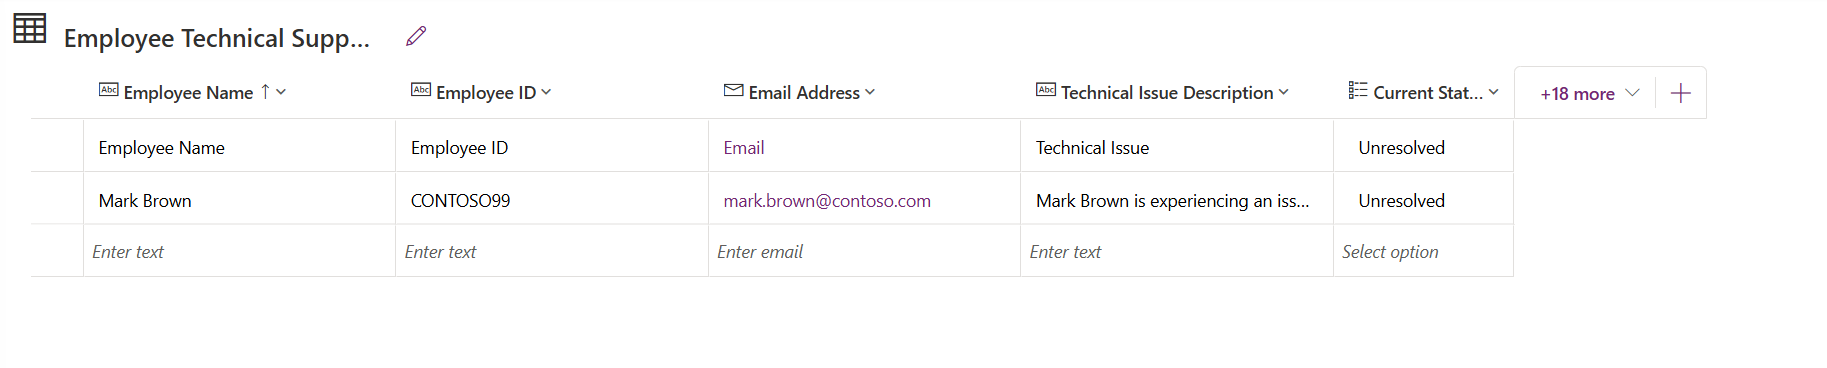 Employee Technical Supp...
Abc Employee Name Abc Employee ID Email Address Abc Technical Issue Description Current Stat... +18 more
Employee Name Employee ID Email Technical Issue Unresolved
Mark Brown CONTOSO99 mark.brown@contoso.com Mark Brown is experiencing an iss... Unresolved
Enter text Enter text Enter email Enter text Select option